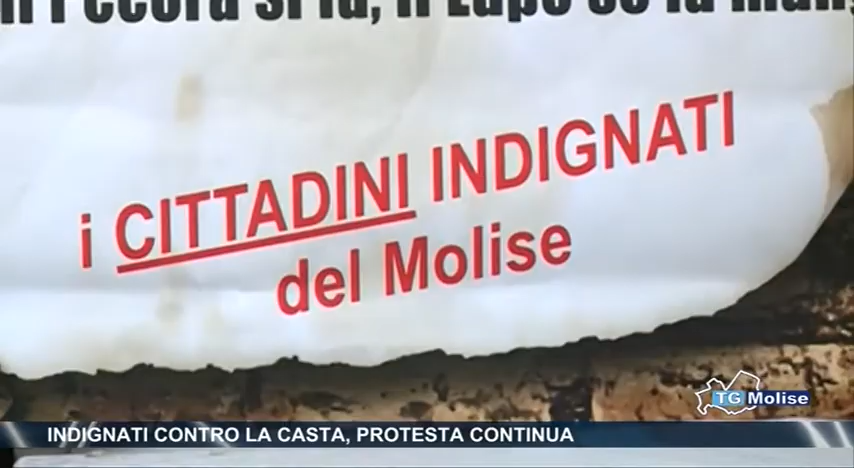 i CITTADINI INDIGNATI
del Molise
TG Molise
INDIGNATI CONTRO LA CASTA, PROTESTA CONTINUA